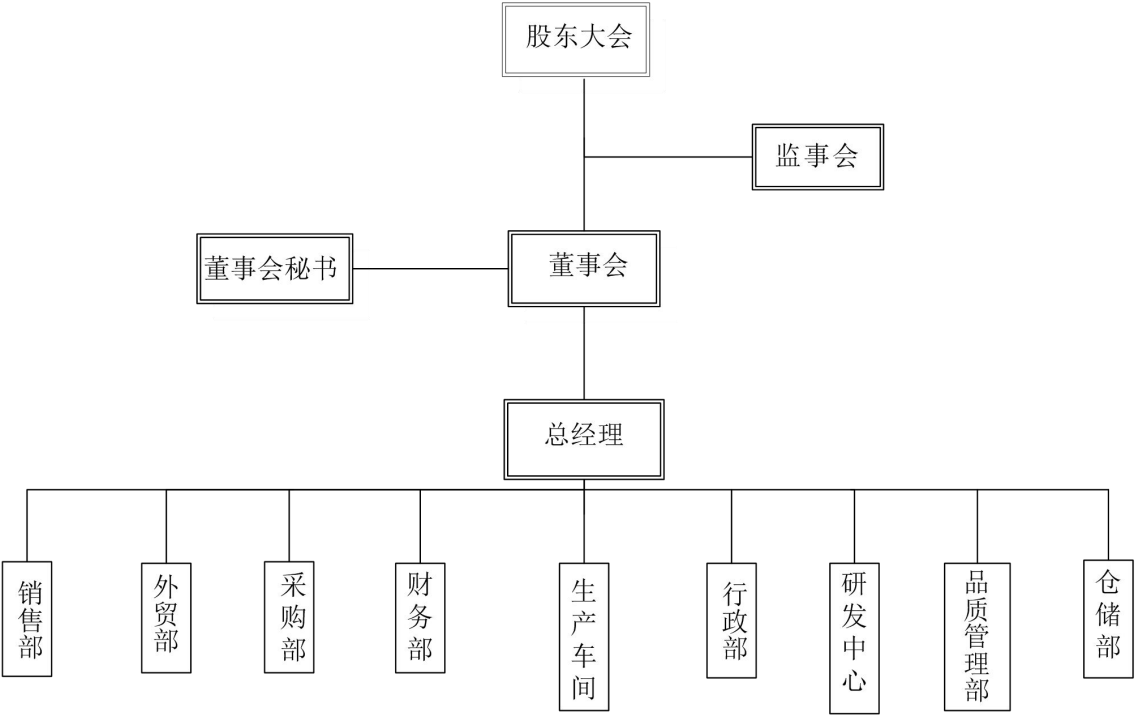 股东大会
监事会
董事会秘书
董事会
总经理
销售部
外贸部
采购部
财务部
生产车间
行政部
研发中心
品质管理部
仓储部